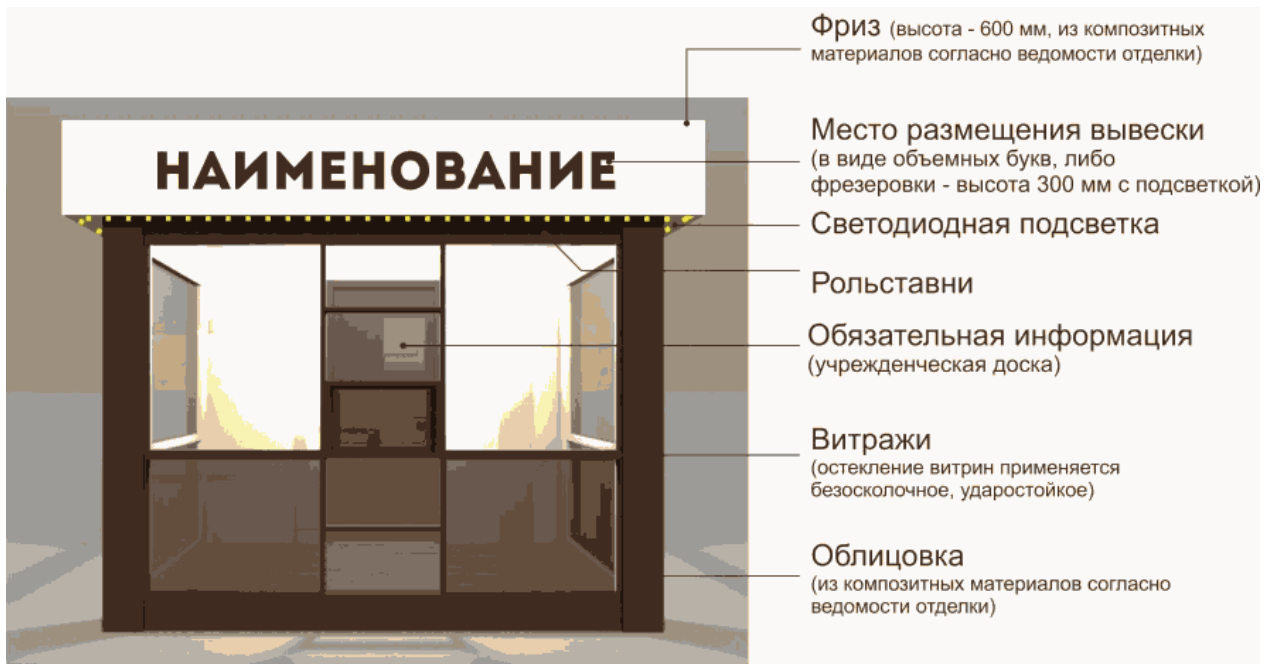 Фриз (высота - 600 мм, из композитных
материалов согласно ведомости отделки)
НАИМЕНОВАНИЕ
Место размещения вывески
(в виде объемных букв, либо
фрезеровки - высота 300 мм с подсветкой)
Светодиодная подсветка
Рольставни
Обязательная информация
(учрежденческая доска)
Витражи
(остекление витрин применяется
безосколочное, ударостойкое)
Облицовка
(из композитных материалов согласно
ведомости отделки)